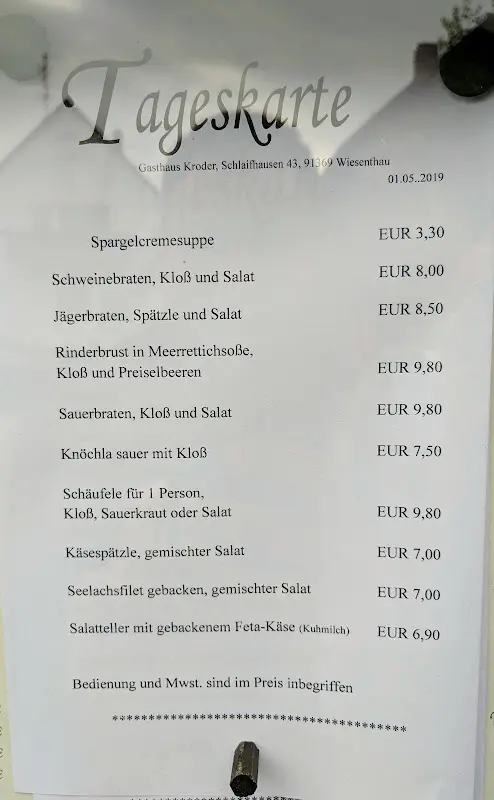 Tageskarte
Gasthaus Kroder, Schlaifhausen 43, 91369 Wiesenthau
01.05..2019
Spargelcremesuppe EUR 3,30
Schweinebraten, Kloß und Salat EUR 8,00
Jägerbraten, Spätzle und Salat EUR 8,50
Rinderbrust in Meerrettichsoße,
Kloß und Preiselbeeren EUR 9,80
Sauerbraten, Kloß und Salat EUR 9,80
Knöchla sauer mit Kloß EUR 7,50
Schäufele für 1 Person,
Kloß, Sauerkraut oder Salat EUR 9,80
Käsespätzle, gemischter Salat EUR 7,00
Seelachsfilet gebacken, gemischter Salat EUR 7,00
Salatteller mit gebackenem Feta-Käse (Kuhmilch) EUR 6,90
Bedienung und Mwst. sind im Preis inbegriffen
****************************************